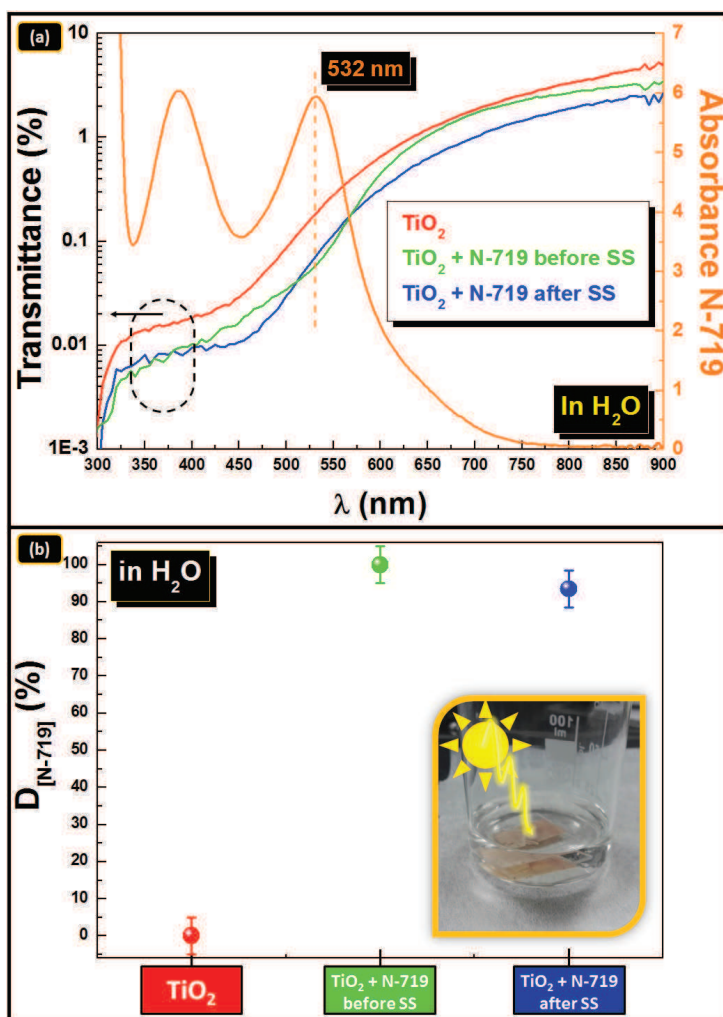 (a)
10
1
0.1
0.01
1E-3
Transmittance (%)
532 nm
TiO₂
TiO₂ + N-719 before SS
TiO₂ + N-719 after SS
In H₂O
7
6
5
4
3
2
1
0
Absorbance N-719
300 350 400 450 500 550 600 650 700 750 800 850 900
λ (nm)
(b)
in H₂O
100
90
80
70
60
50
40
30
20
10
0
D[N-719] (%)
100
ml
TiO₂
TiO₂ + N-719
before SS
TiO₂ + N-719
after SS